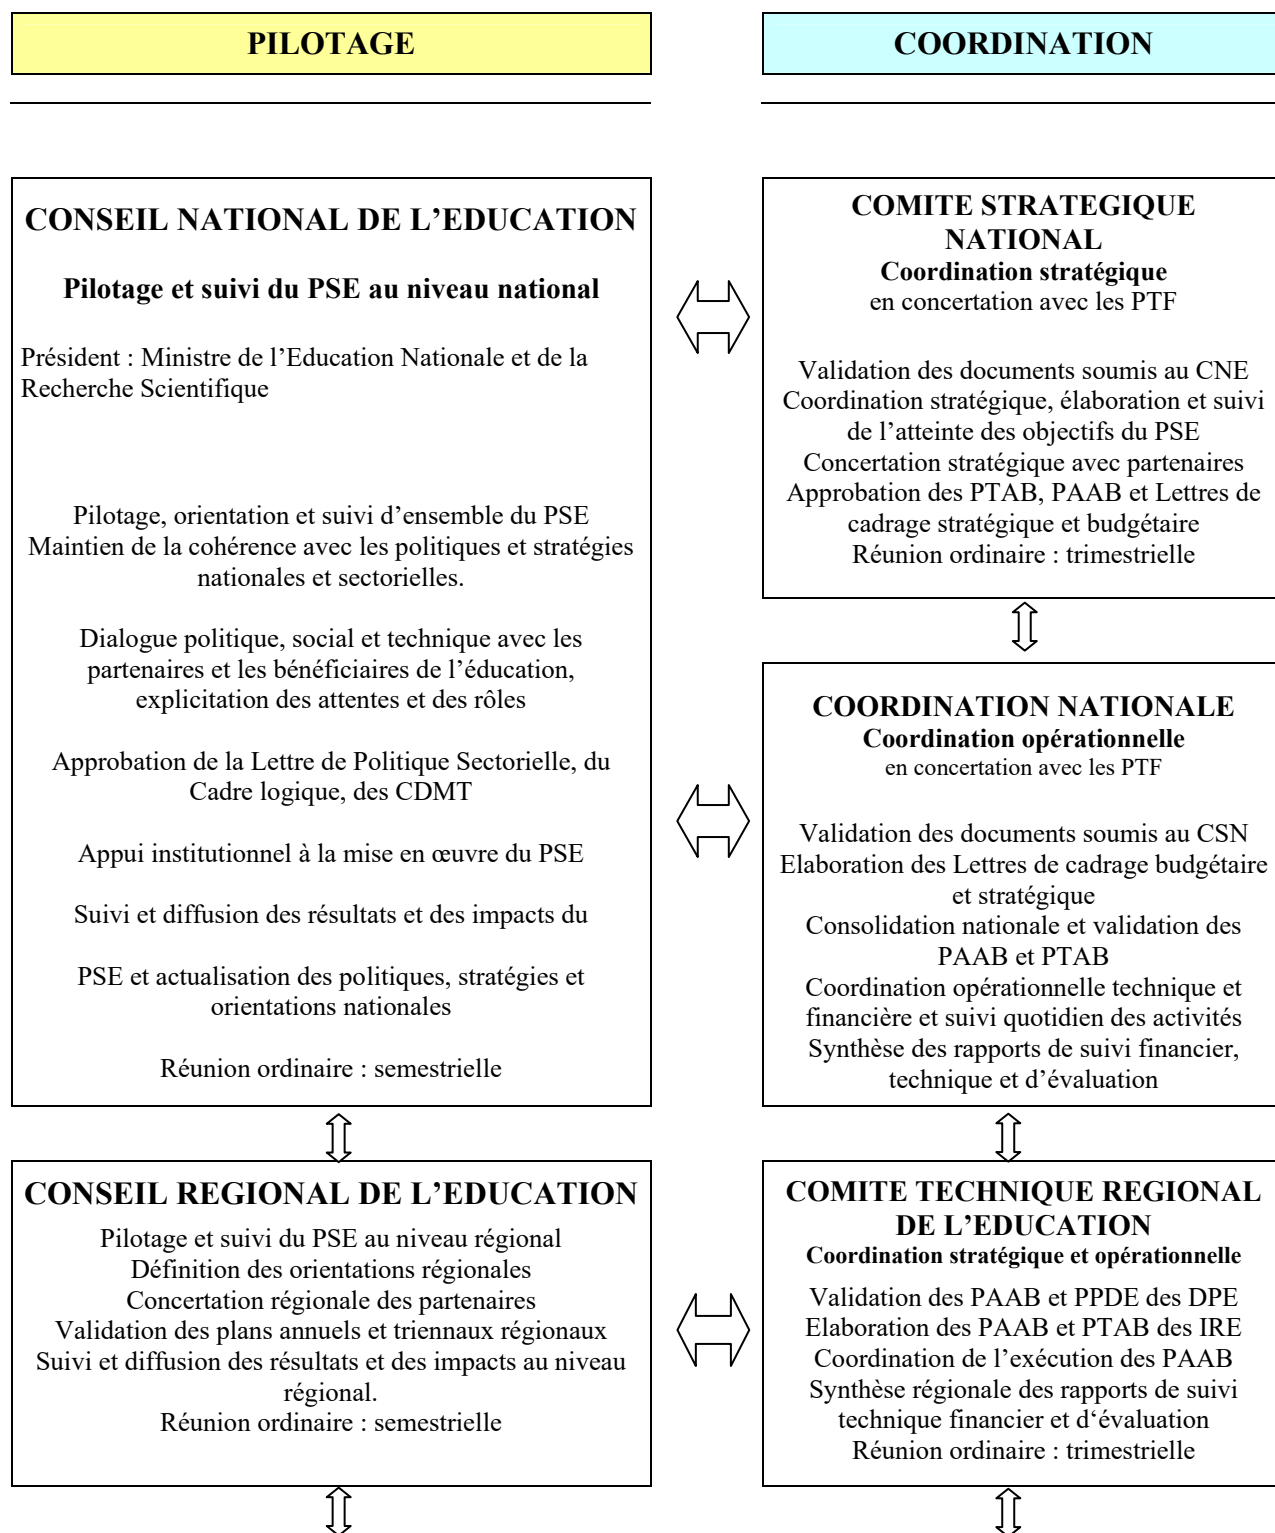 PILOTAGE
COORDINATION
CONSEIL NATIONAL DE L’EDUCATION
Pilotage et suivi du PSE au niveau national
Président : Ministre de l’Education Nationale et de la
Recherche Scientifique
Pilotage, orientation et suivi d’ensemble du PSE
Maintien de la cohérence avec les politiques et stratégies
nationales et sectorielles.
Dialogue politique, social et technique avec les
partenaires et les bénéficiaires de l’éducation,
explicitation des attentes et des rôles
Approbation de la Lettre de Politique Sectorielle, du
Cadre logique, des CDMT
Appui institutionnel à la mise en œuvre du PSE
Suivi et diffusion des résultats et des impacts du
PSE et actualisation des politiques, stratégies et
orientations nationales
Réunion ordinaire : semestrielle
COMITE STRATEGIQUE
NATIONAL
Coordination stratégique
en concertation avec les PTF
Validation des documents soumis au CNE
Coordination stratégique, élaboration et suivi
de l’atteinte des objectifs du PSE
Concertation stratégique avec partenaires
Approbation des PTAB, PAAB et Lettres de
cadrage stratégique et budgétaire
Réunion ordinaire : trimestrielle
COORDINATION NATIONALE
Coordination opérationnelle
en concertation avec les PTF
Validation des documents soumis au CSN
Elaboration des Lettres de cadrage budgétaire
et stratégique
Consolidation nationale et validation des
PAAB et PTAB
Coordination opérationnelle technique et
financière et suivi quotidien des activités
Synthèse des rapports de suivi financier,
technique et d’évaluation
CONSEIL REGIONAL DE L’EDUCATION
Pilotage et suivi du PSE au niveau régional
Définition des orientations régionales
Concertation régionale des partenaires
Validation des plans annuels et triennaux régionaux
Suivi et diffusion des résultats et des impacts au niveau
régional.
Réunion ordinaire : semestrielle
COMITE TECHNIQUE REGIONAL
DE L’EDUCATION
Coordination stratégique et opérationnelle
Validation des PAAB et PPDE des DPE
Elaboration des PAAB et PTAB des IRE
Coordination de l’exécution des PAAB
Synthèse régionale des rapports de suivi
technique financier et d‘évaluation
Réunion ordinaire : trimestrielle